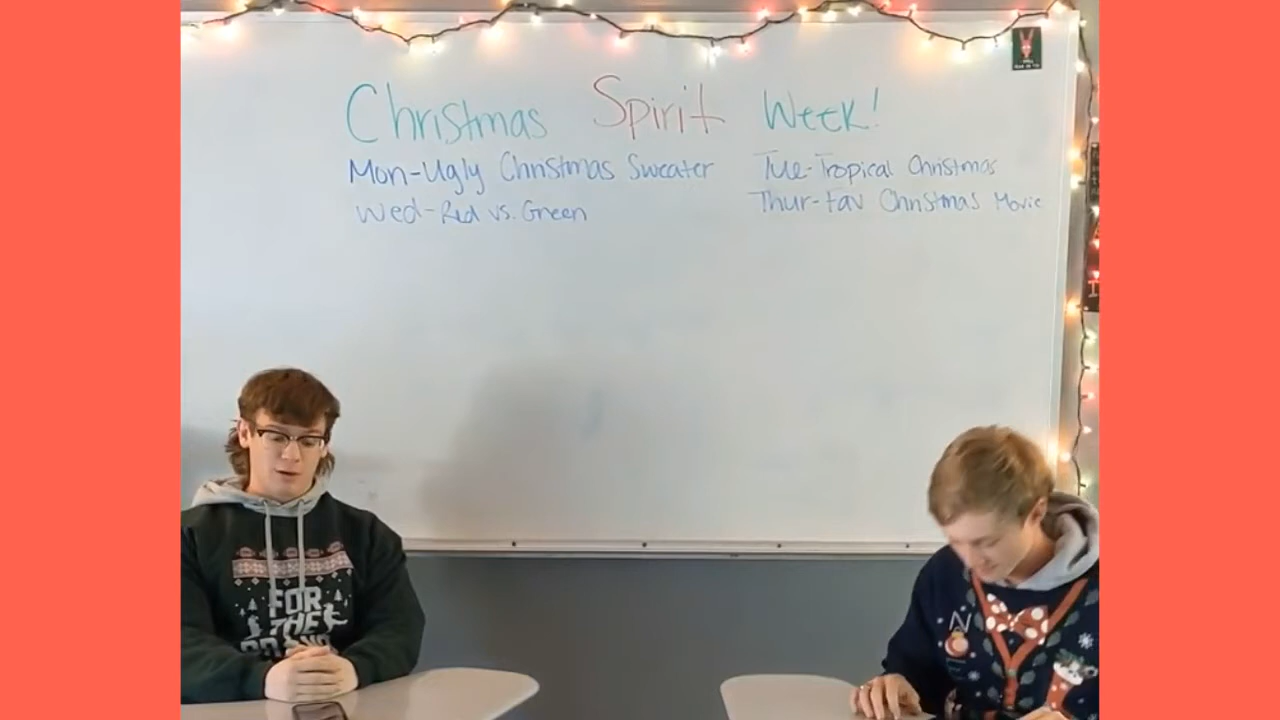 Christmas Spirit Week!
Mon-Ugly Christmas Sweater
Tue-Tropical Christmas
Wed-Red vs. Green
Thur-Fav Christmas Movie
FOR
THE
N